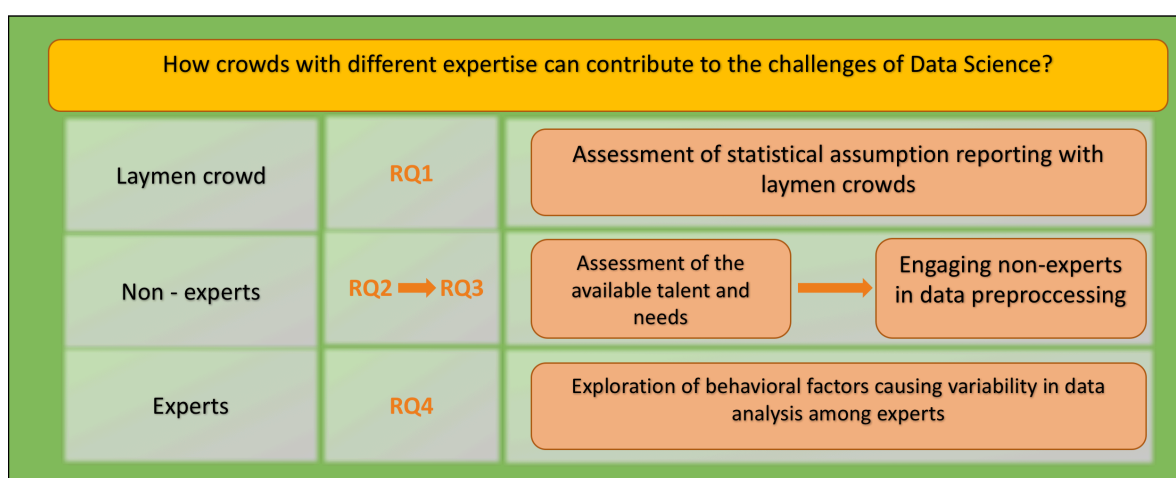 How crowds with different expertise can contribute to the challenges of Data Science?
Laymen crowd
RQ1
Assessment of statistical assumption reporting with
laymen crowds
Non - experts
RQ2
RQ3
Assessment of the
available talent and
needs
Engaging non-experts
in data preproccessing
Experts
RQ4
Exploration of behavioral factors causing variability in data
analysis among experts